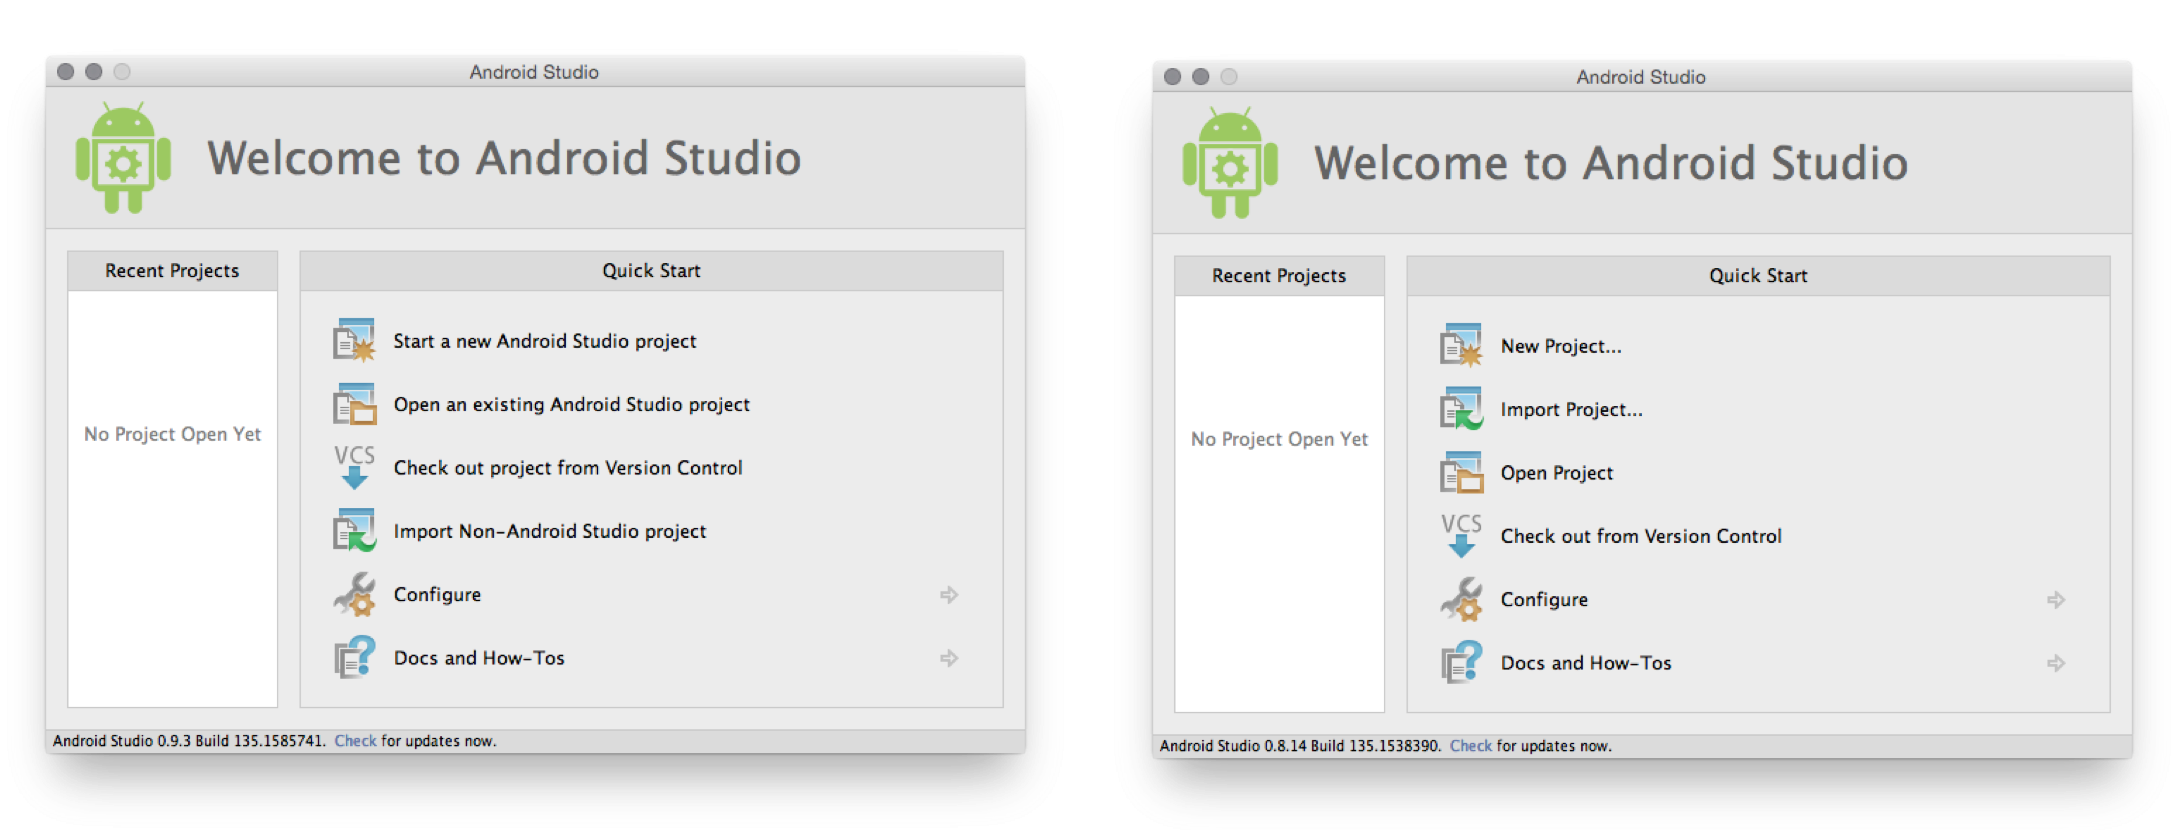 Android Studio
Welcome to Android Studio
Recent Projects
No Project Open Yet
Quick Start
Start a new Android Studio project
Open an existing Android Studio project
VCS
Check out project from Version Control
Import Non-Android Studio project
Configure
Docs and How-Tos
Android Studio 0.9.3 Build 135.1585741. Check for updates now.
Android Studio
Welcome to Android Studio
Recent Projects
No Project Open Yet
Quick Start
New Project...
Import Project...
Open Project
VCS
Check out from Version Control
Configure
Docs and How-Tos
Android Studio 0.8.14 Build 135.1538390. Check for updates now.